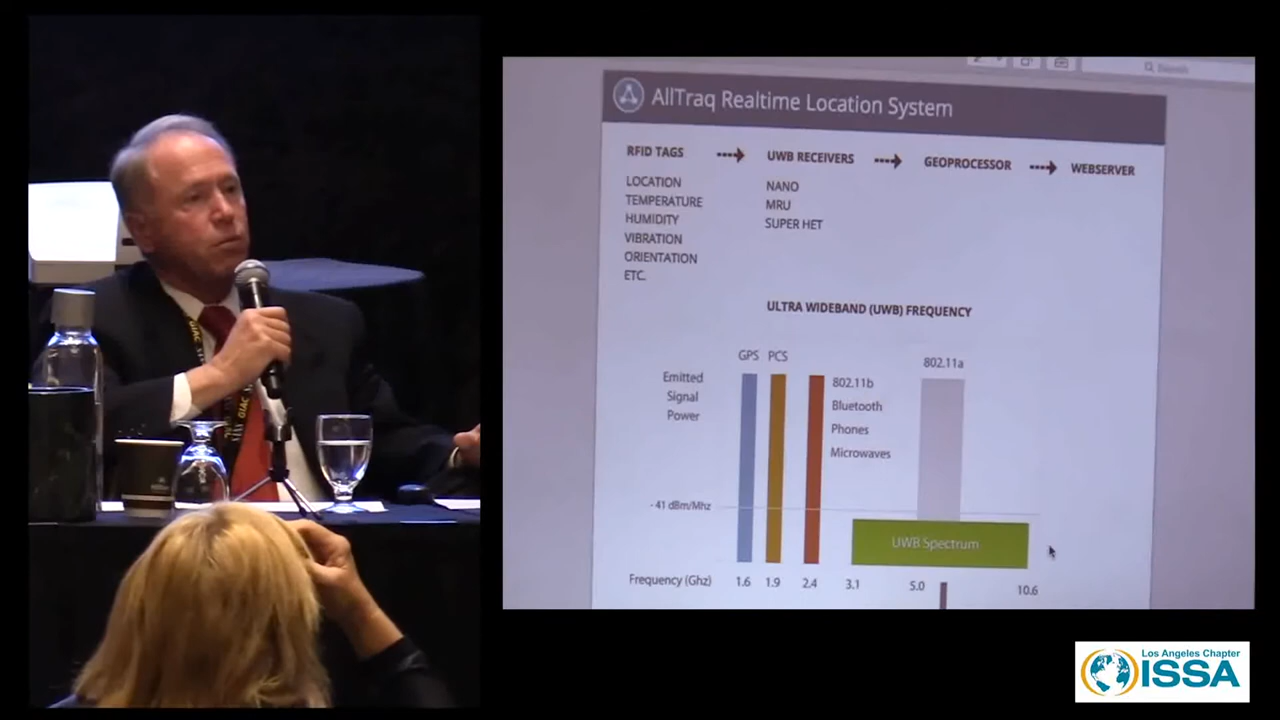 Search
AllTraq Realtime Location System
RFID TAGS
UWB RECEIVERS
GEOPROCESSOR
WEBSERVER
LOCATION
TEMPERATURE
HUMIDITY
VIBRATION
ORIENTATION
ETC.
NANO
MRU
SUPER HET
ULTRA WIDEBAND (UWB) FREQUENCY
GPS PCS
802.11a
Emitted
Signal
Power
802.11b
Bluetooth
Phones
Microwaves
- 41 dBm/Mhz
UWB Spectrum
Frequency (Ghz) 1.6 1.9 2.4 3.1 5.0 10.6
GIAC
GIAC
Los Angeles Chapter
ISSA